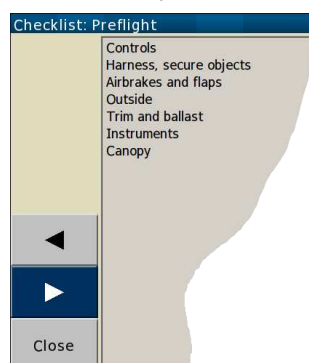 Checklist: Preflight
Controls
Harness, secure objects
Airbrakes and flaps
Outside
Trim and ballast
Instruments
Canopy
Close